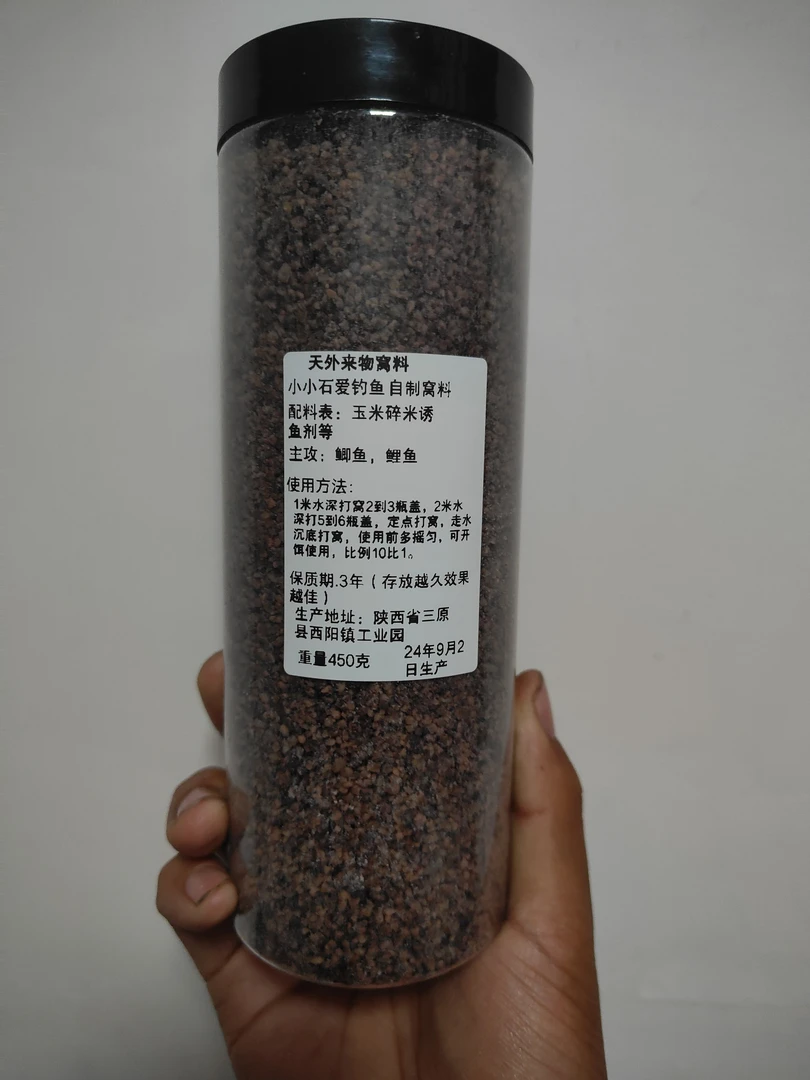 天外来物窝料
小小石爱钓鱼自制窝料
配料表：玉米碎米诱
鱼剂等
主攻：鲫鱼，鲤鱼
使用方法：
1米水深打窝2到3瓶盖，2米水
深打5到6瓶盖，定点打窝，走水
沉底打窝，使用前多摇匀，可开
饵使用，比例10比1。
保质期.3年（存放越久效果
越佳）
生产地址：陕西省三原
县西阳镇工业园
重量450克
24年9月2
日生产